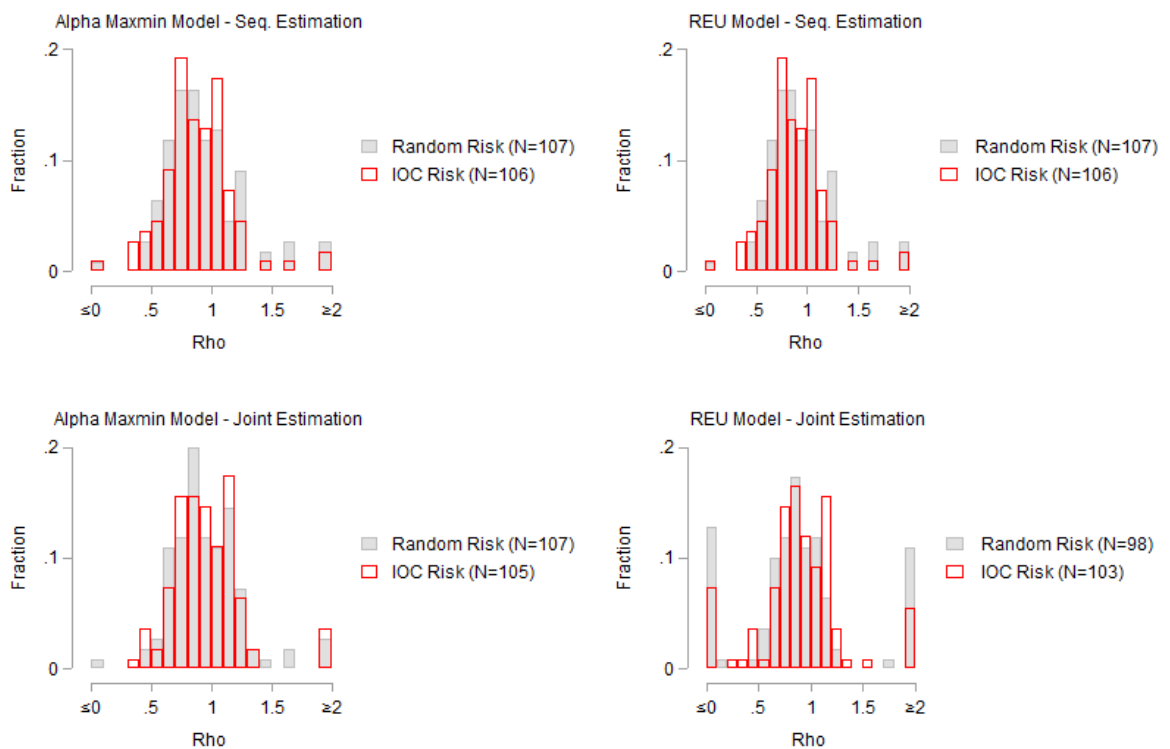 Alpha Maxmin Model - Seq. Estimation
.2
.1
0
Fraction
≤0 .5 1 1.5 ≥2
Rho
Random Risk (N=107)
IOC Risk (N=106)
REU Model - Seq. Estimation
.2
.1
0
Fraction
≤0 .5 1 1.5 ≥2
Rho
Random Risk (N=107)
IOC Risk (N=106)
Alpha Maxmin Model - Joint Estimation
.2
.1
0
Fraction
≤0 .5 1 1.5 ≥2
Rho
Random Risk (N=107)
IOC Risk (N=105)
REU Model - Joint Estimation
.2
.1
0
Fraction
≤0 .5 1 1.5 ≥2
Rho
Random Risk (N=98)
IOC Risk (N=103)